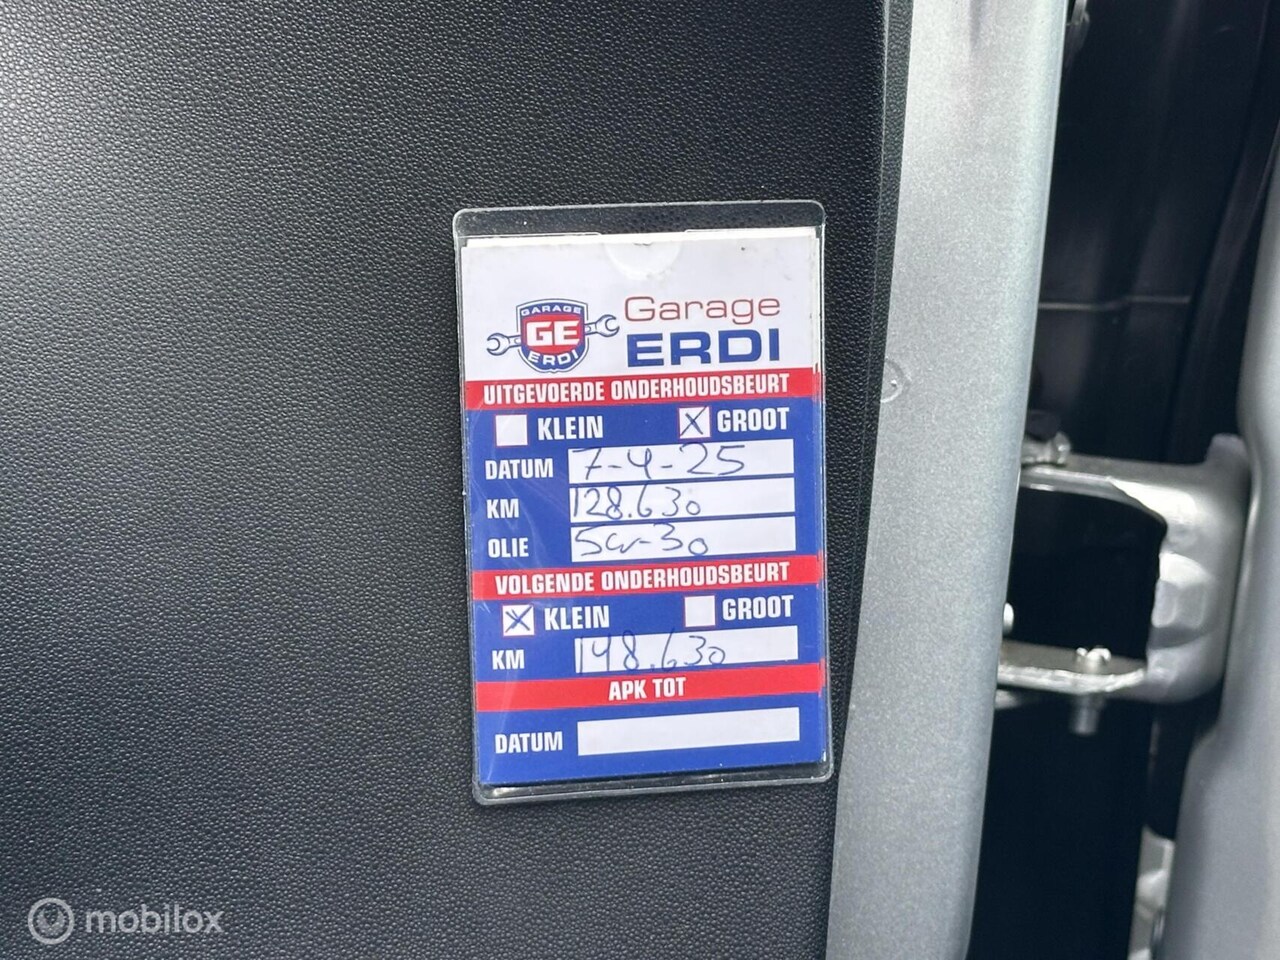 GARAGE
GE
ERDI
Garage
ERDI
UITGEVOERDE ONDERHOUDSBEURT
KLEIN X GROOT
DATUM 7-4-25
KM 128.630
OLIE 5w-30
VOLGENDE ONDERHOUDSBEURT
X KLEIN GROOT
KM 148.630
APK TOT
DATUM
mobilox